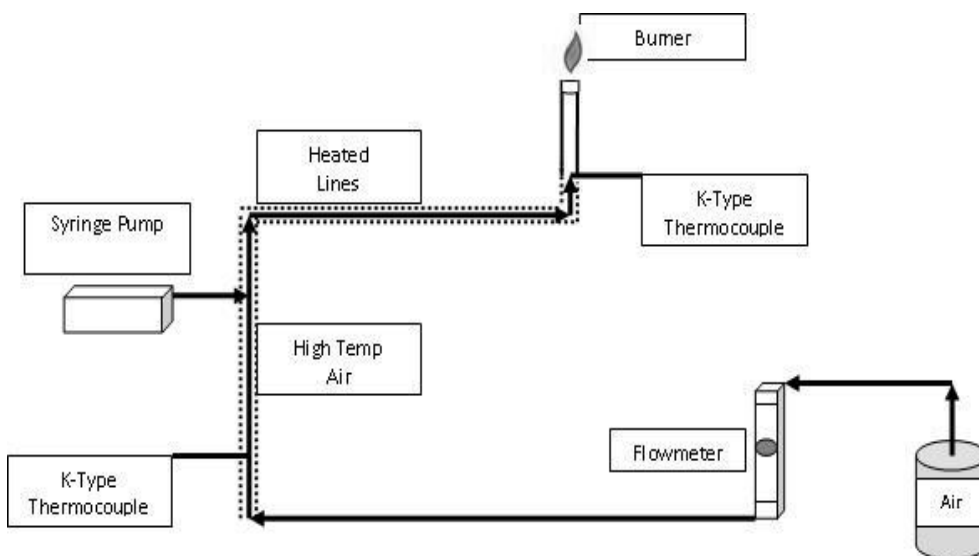 Burner
Heated
Lines
K-Type
Thermocouple
Syringe Pump
High Temp
Air
Flowmeter
Air
K-Type
Thermocouple